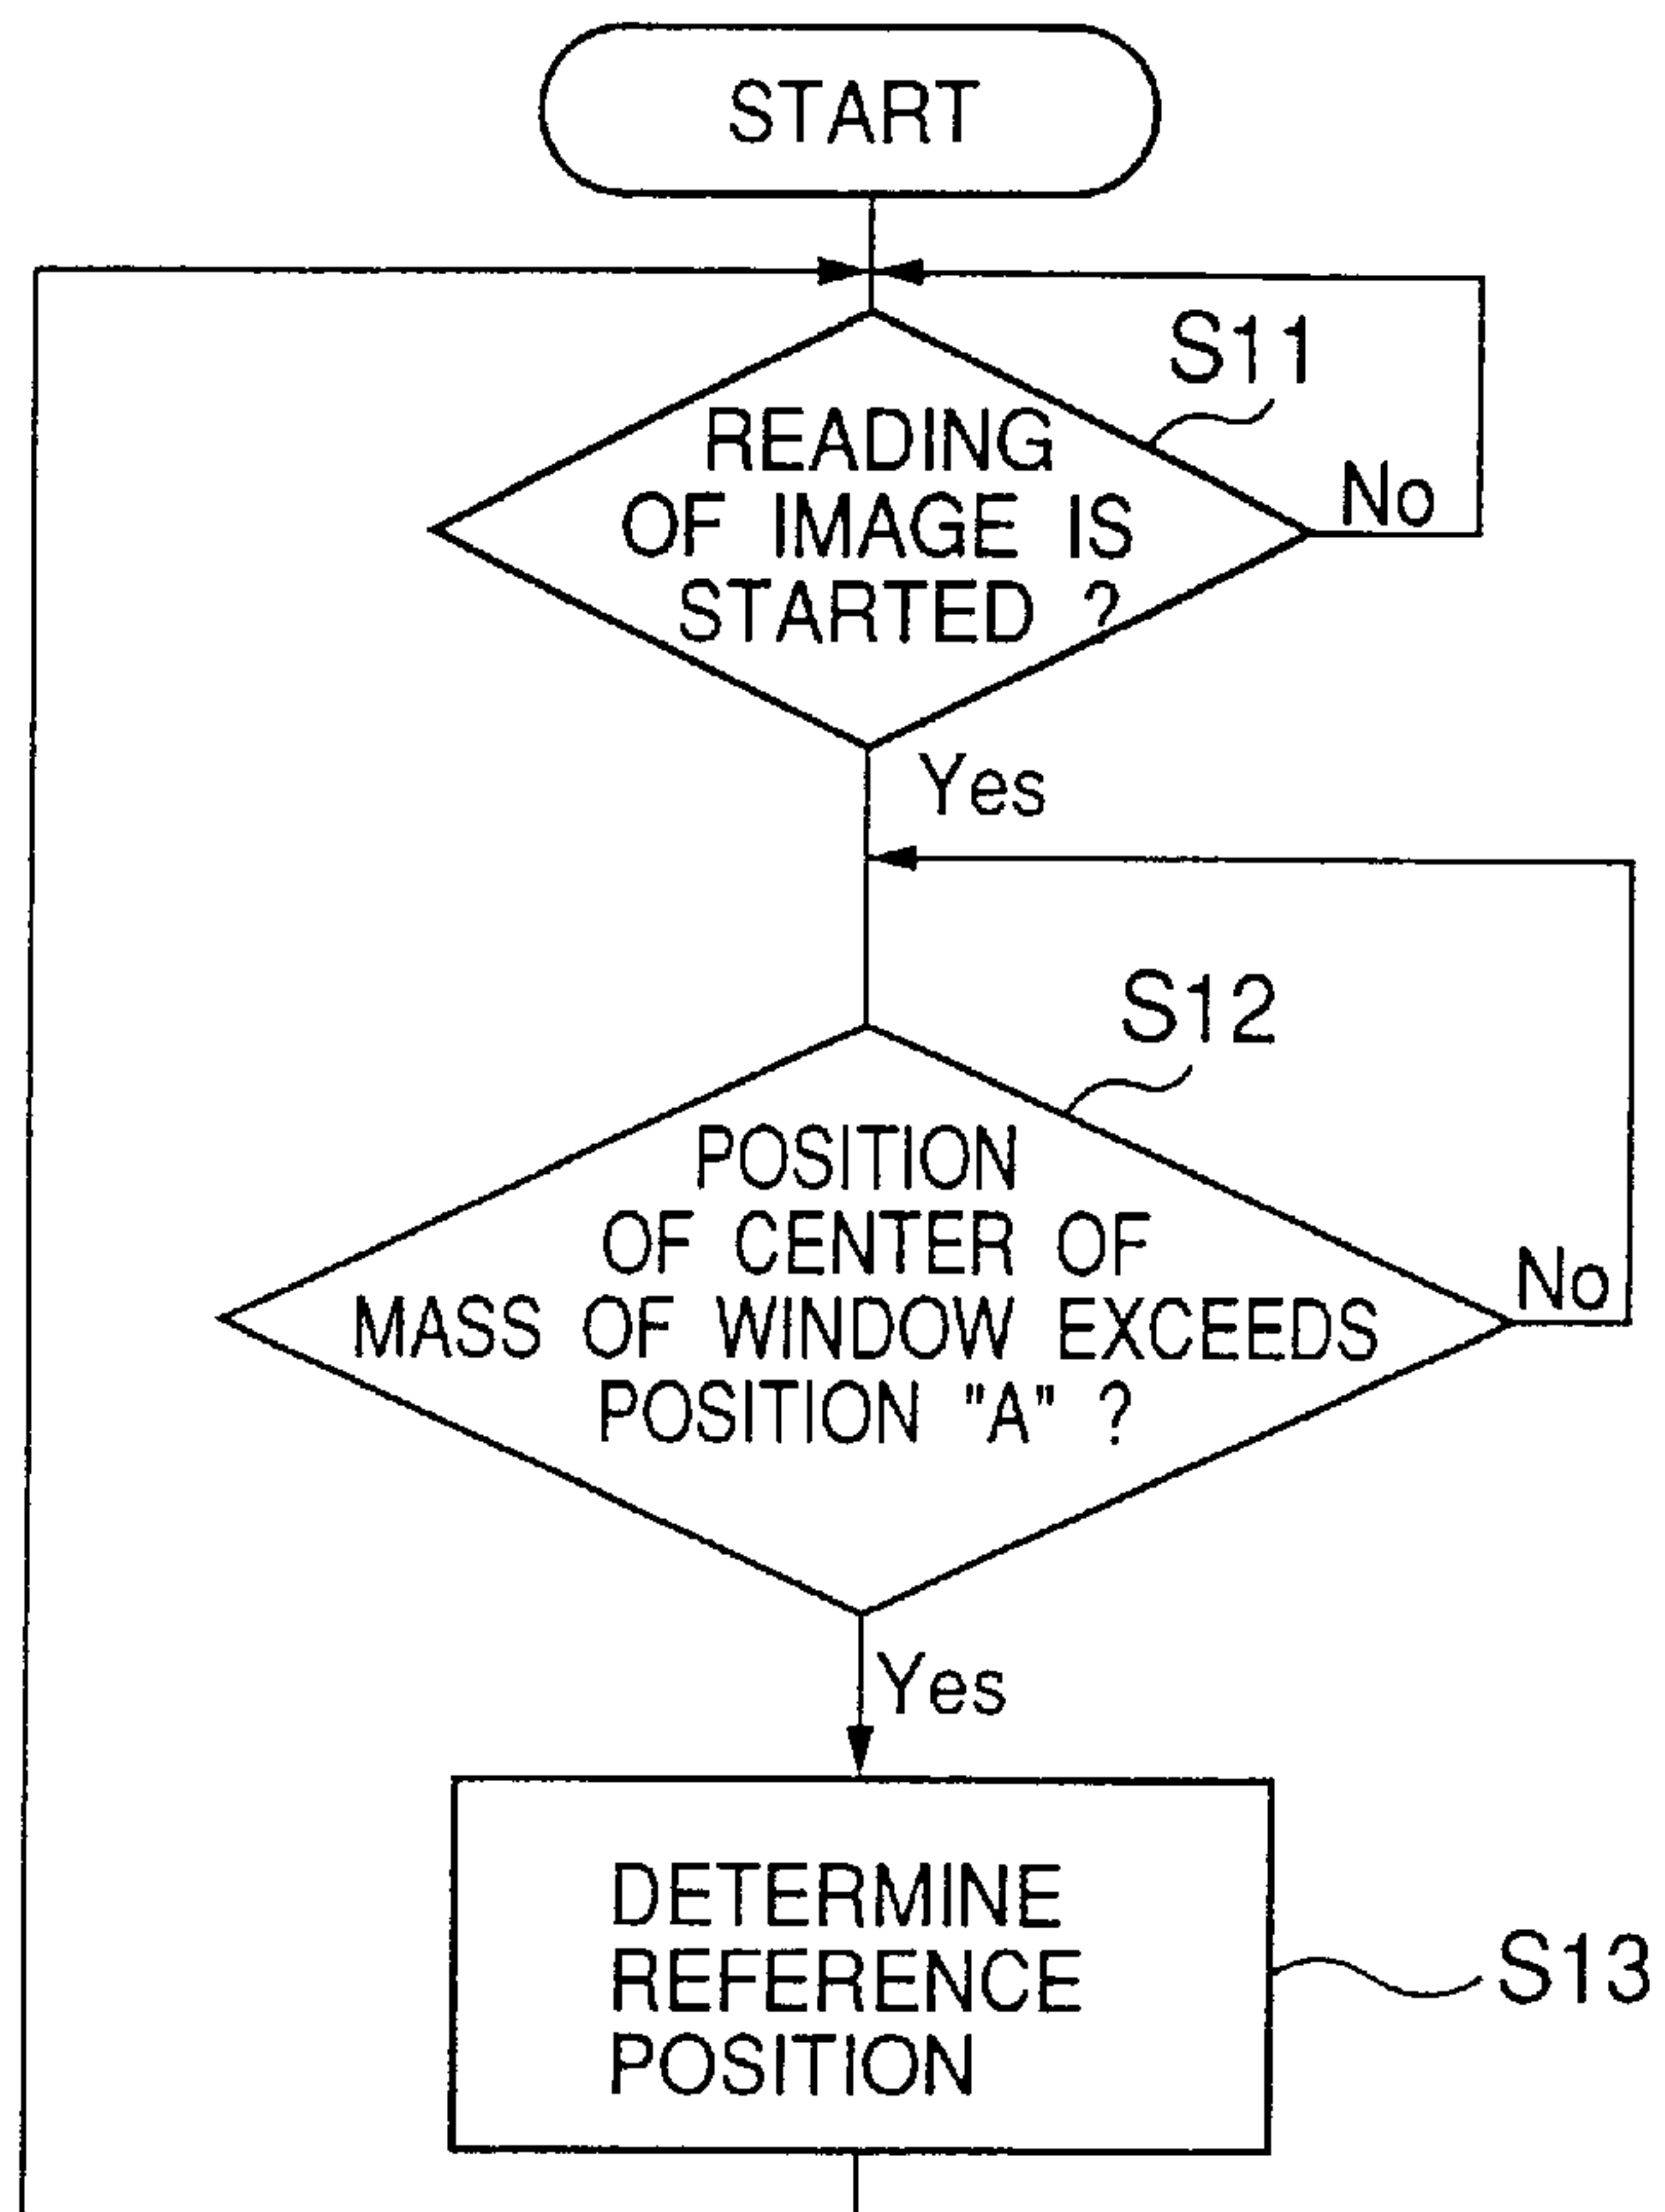 START
S11
READING
OF IMAGE IS
STARTED ?
No
Yes
S12
POSITION
OF CENTER OF
MASS OF WINDOW EXCEEDS
POSITION "A" ?
No
Yes
DETERMINE
REFERENCE
POSITION
S13